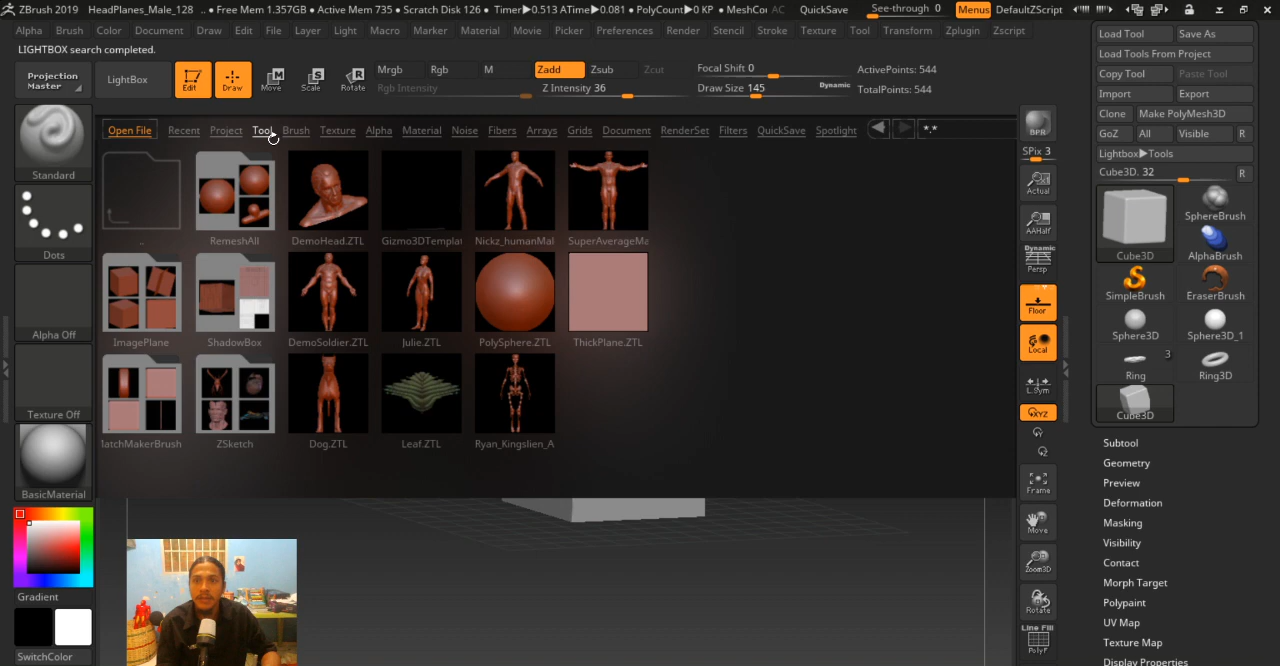 ZBrush 2019 HeadPlanes_Male_128 .. • Free Mem 1.357GB • Active Mem 735 • Scratch Disk 126 • Timer▶0.513 ATime▶0.081 • PolyCount▶0 KP • MeshCo AC QuickSave See-through 0 Menus DefaultZScript
Alpha Brush Color Document Draw Edit File Layer Light Macro Marker Material Movie Picker Preferences Render Stencil Stroke Texture Tool Transform Zplugin Zscript
LIGHTBOX search completed.
Projection Master
LightBox
Edit
Draw
Move
Scale
Rotate
Mrgb Rgb M Zadd Zsub Zcut
Rgb Intensity Z Intensity 36
Focal Shift 0
Draw Size 145 Dynamic
ActivePoints: 544
TotalPoints: 544
Open File Recent Project Tool Brush Texture Alpha Material Noise Fibers Arrays Grids Document RenderSet Filters QuickSave Spotlight *.*
.. RemeshAll DemoHead.ZTL Gizmo3DTemplat Nickz_humanMal SuperAverageMa
ImagePlane ShadowBox DemoSoldier.ZTL Julie.ZTL PolySphere.ZTL ThickPlane.ZTL
MatchMakerBrush ZSketch Dog.ZTL Leaf.ZTL Ryan_Kingslien_A
Standard
Dots
Alpha Off
Texture Off
BasicMaterial
Gradient
SwitchColor
BPR
SPix 3
Actual
AAHalf
Dynamic
Persp
Floor
Local
L.Sym
XYZ
Y
Z
Frame
Move
Zoom3D
Rotate
Line Fill
PolyF
Load Tool Save As
Load Tools From Project
Copy Tool Paste Tool
Import Export
Clone Make PolyMesh3D
GoZ All Visible R
Lightbox▶Tools
Cube3D. 32 R
Cube3D SphereBrush
AlphaBrush
SimpleBrush EraserBrush
Sphere3D Sphere3D_1
3
Ring Ring3D
Cube3D
Subtool
Geometry
Preview
Deformation
Masking
Visibility
Contact
Morph Target
Polypaint
UV Map
Texture Map
Display Properties